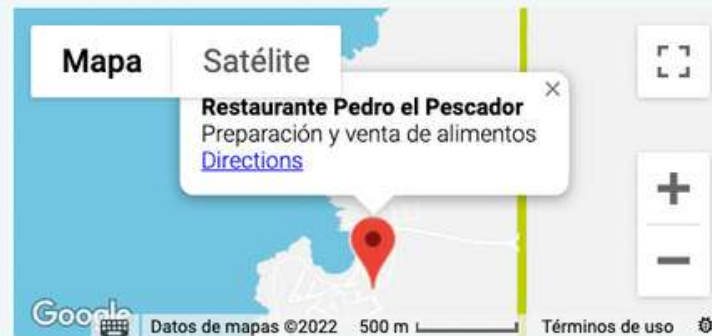 Mapa Satélite
Restaurante Pedro el Pescador
Preparación y venta de alimentos
Directions
Google
Datos de mapas ©2022 500 m Términos de uso